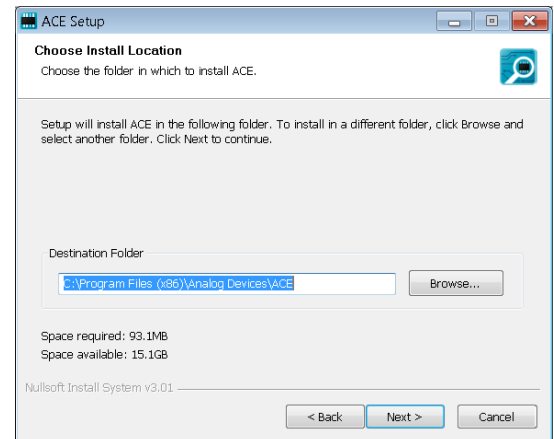 ACE Setup
Choose Install Location
Choose the folder in which to install ACE.
Setup will install ACE in the following folder. To install in a different folder, click Browse and
select another folder. Click Next to continue.
Destination Folder
C:\Program Files (x86)\Analog Devices\ACE
Browse...
Space required: 93.1MB
Space available: 15.1GB
Nullsoft Install System v3.01
< Back Next > Cancel